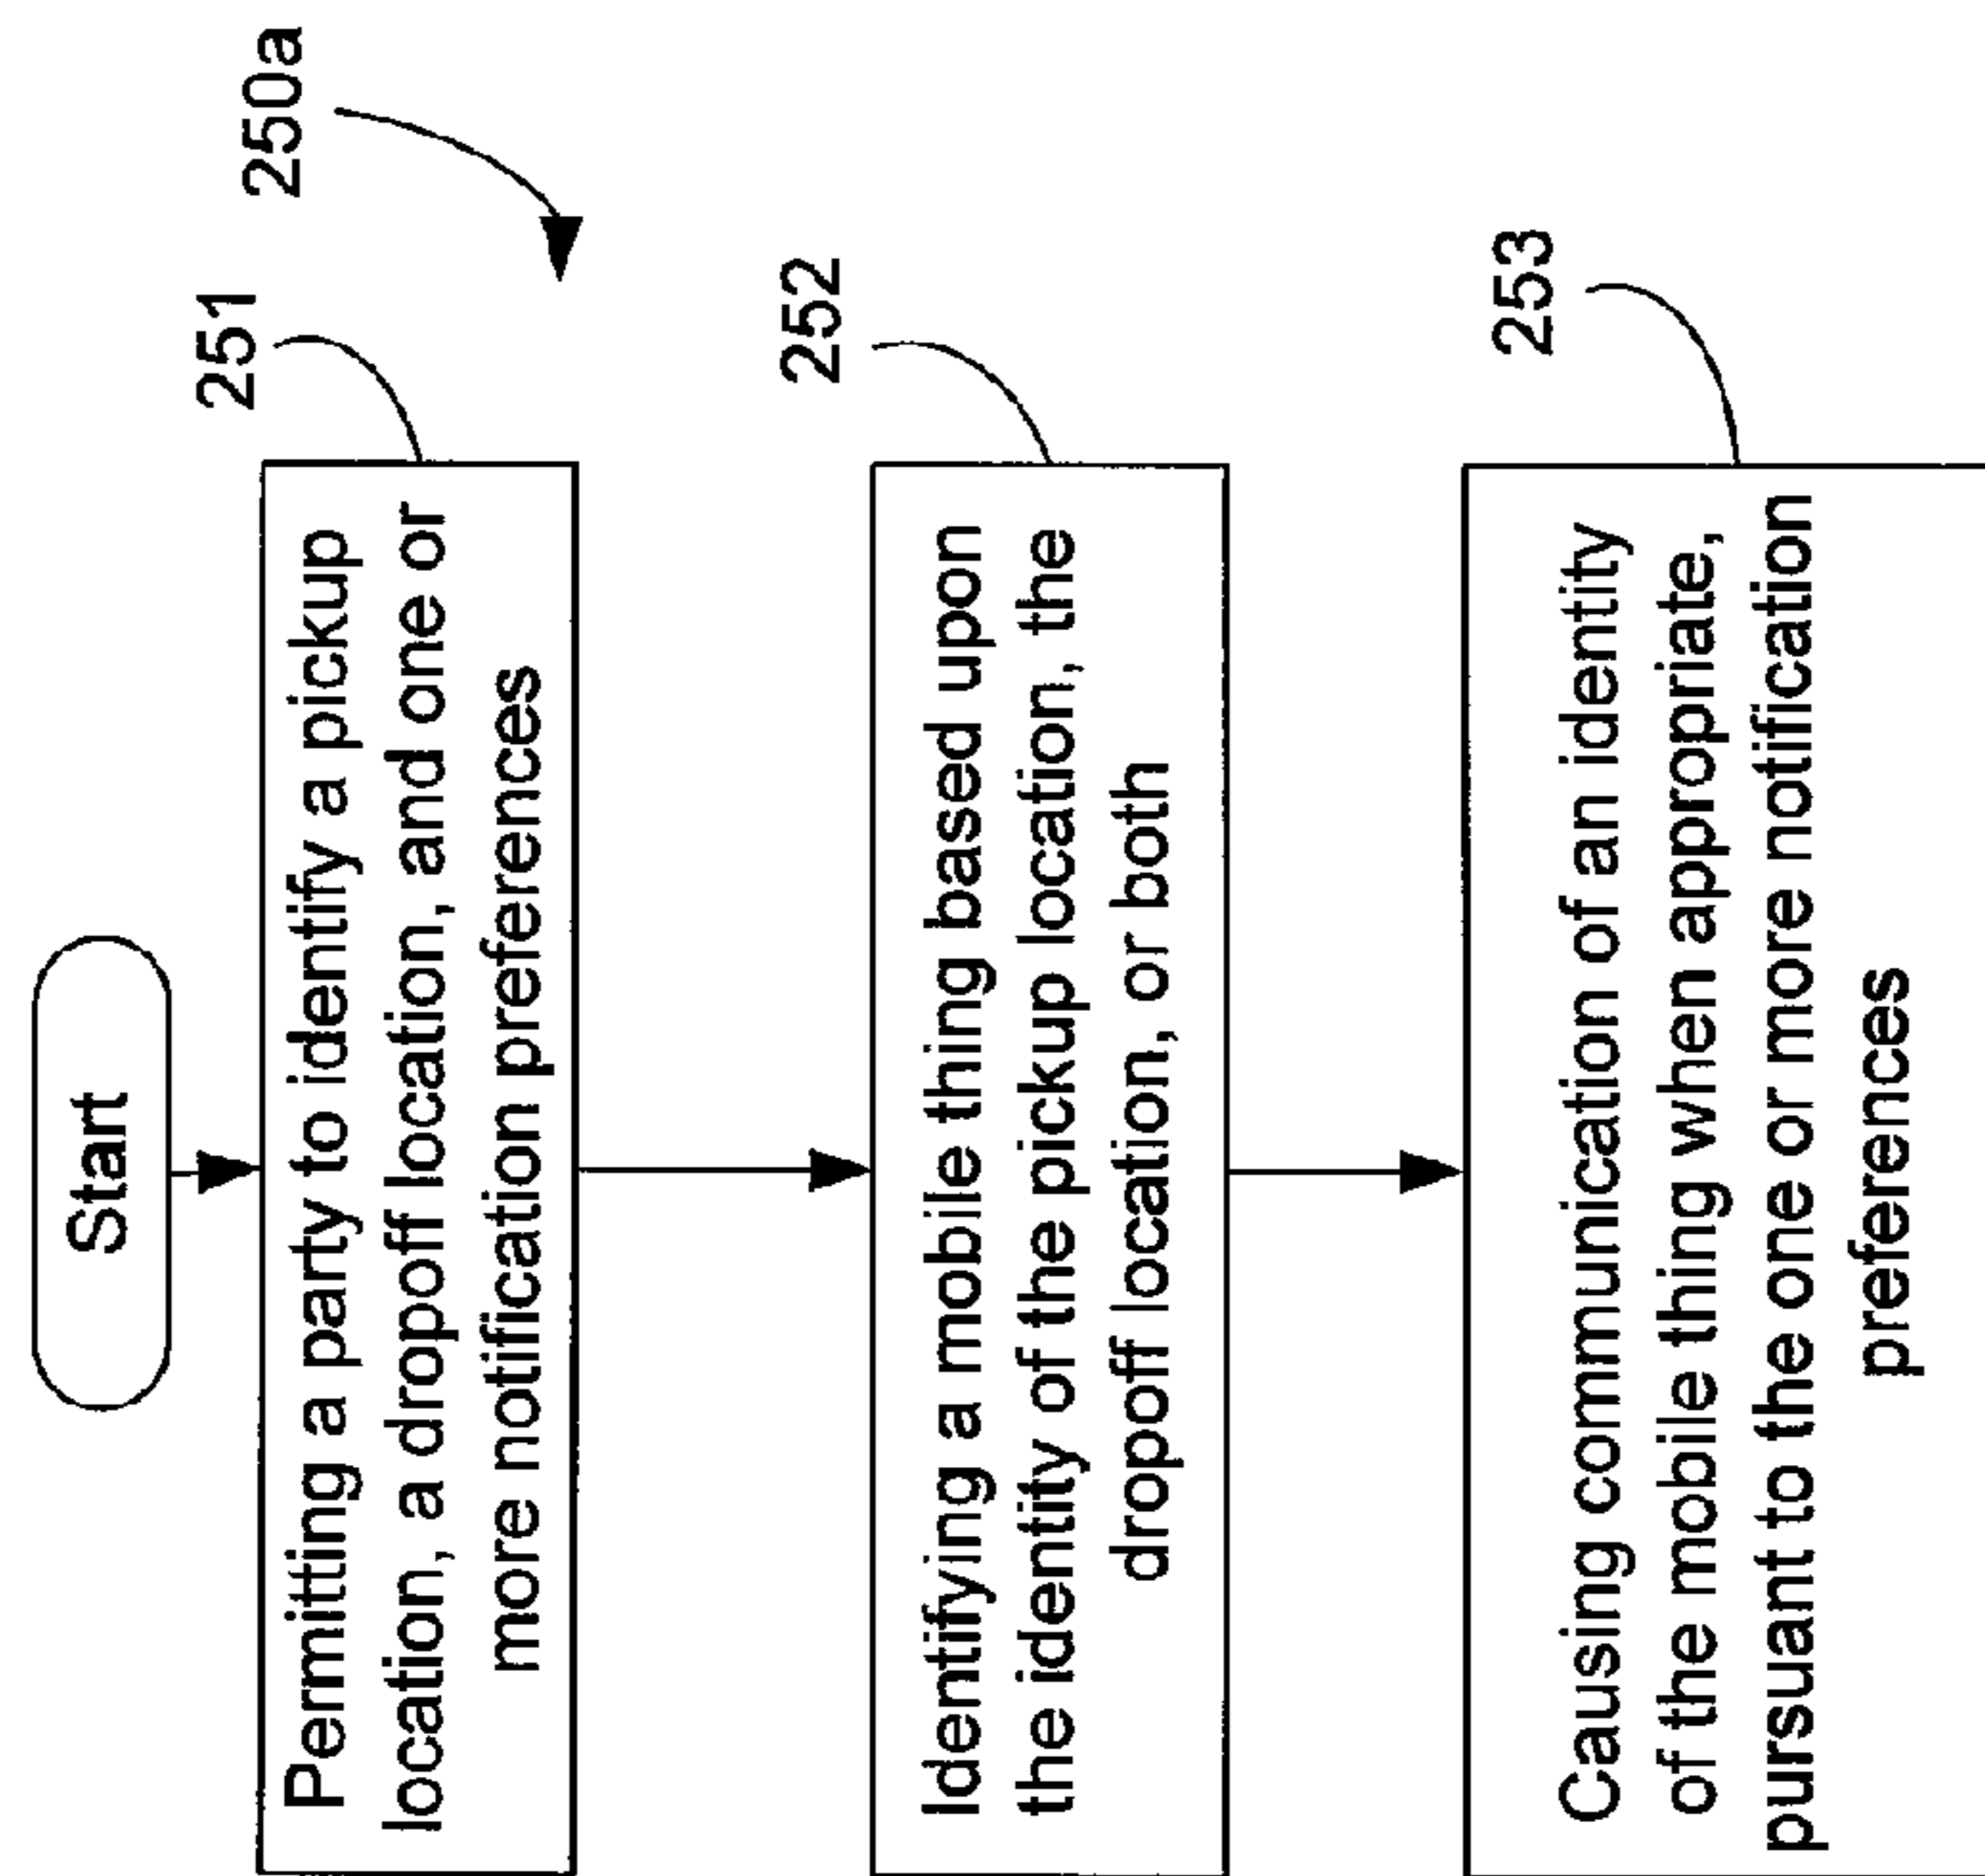 Start
250a
251
Permitting a party to identify a pickup
location, a dropoff location, and one or
more notification preferences
252
Identifying a mobile thing based upon
the identity of the pickup location, the
dropoff location, or both
253
Causing communication of an identity
of the mobile thing when appropriate,
pursuant to the one or more notification
preferences